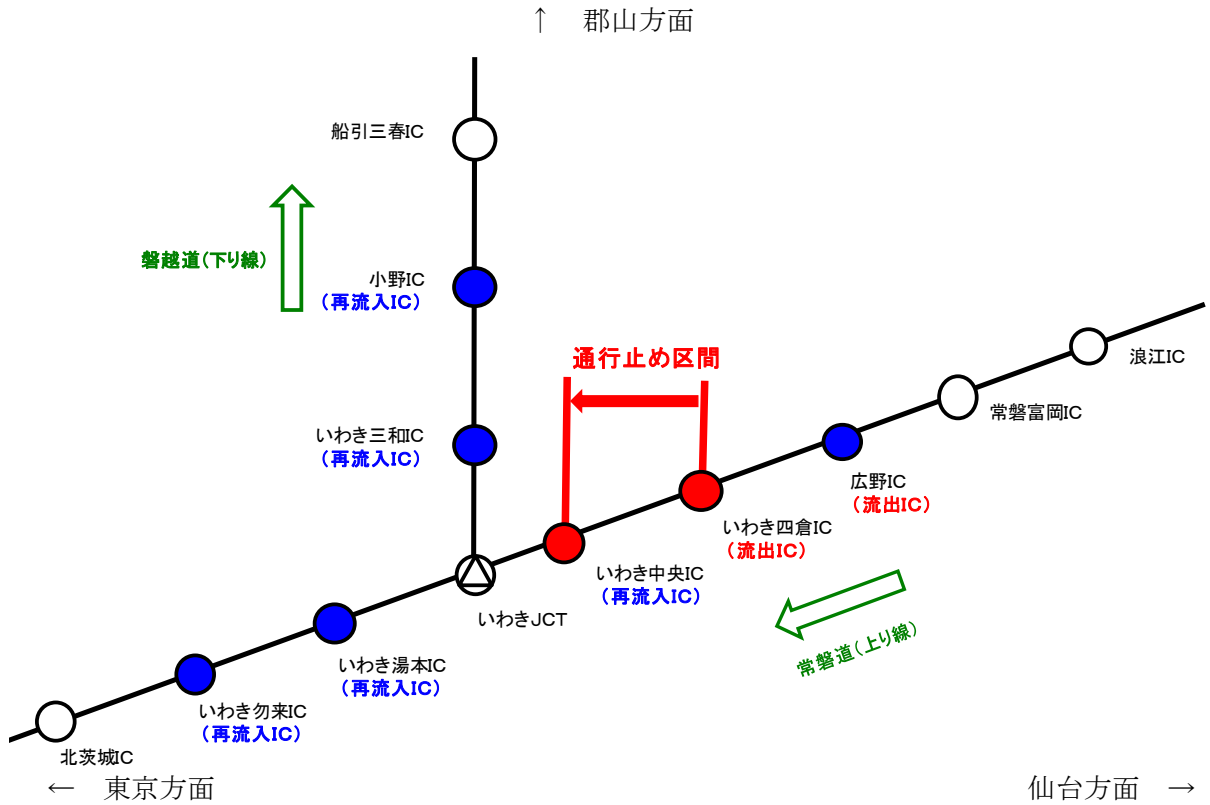 ↑ 郡山方面
船引三春IC
磐越道(下り線)
小野IC
(再流入IC)
通行止め区間
浪江IC
常磐富岡IC
いわき三和IC
(再流入IC)
広野IC
(流出IC)
いわき四倉IC
(流出IC)
いわき中央IC
(再流入IC)
いわきJCT
常磐道(上り線)
いわき湯本IC
(再流入IC)
いわき勿来IC
(再流入IC)
北茨城IC
← 東京方面
仙台方面 →